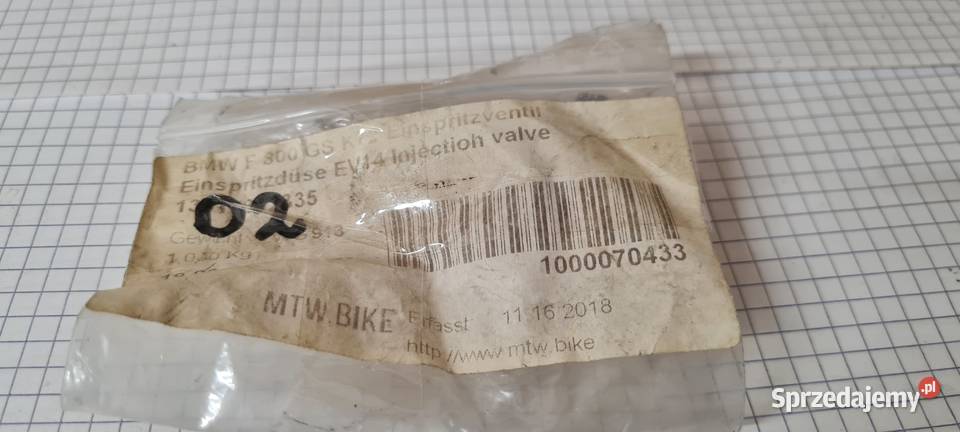 BMW F 800 GS Einspritzventil
Einspritzdüse EV14 Injection valve
02
1000070433
MTW.BIKE Erfasst 11.16.2018
http://www.mtw.bike
Sprzedajemy.pl